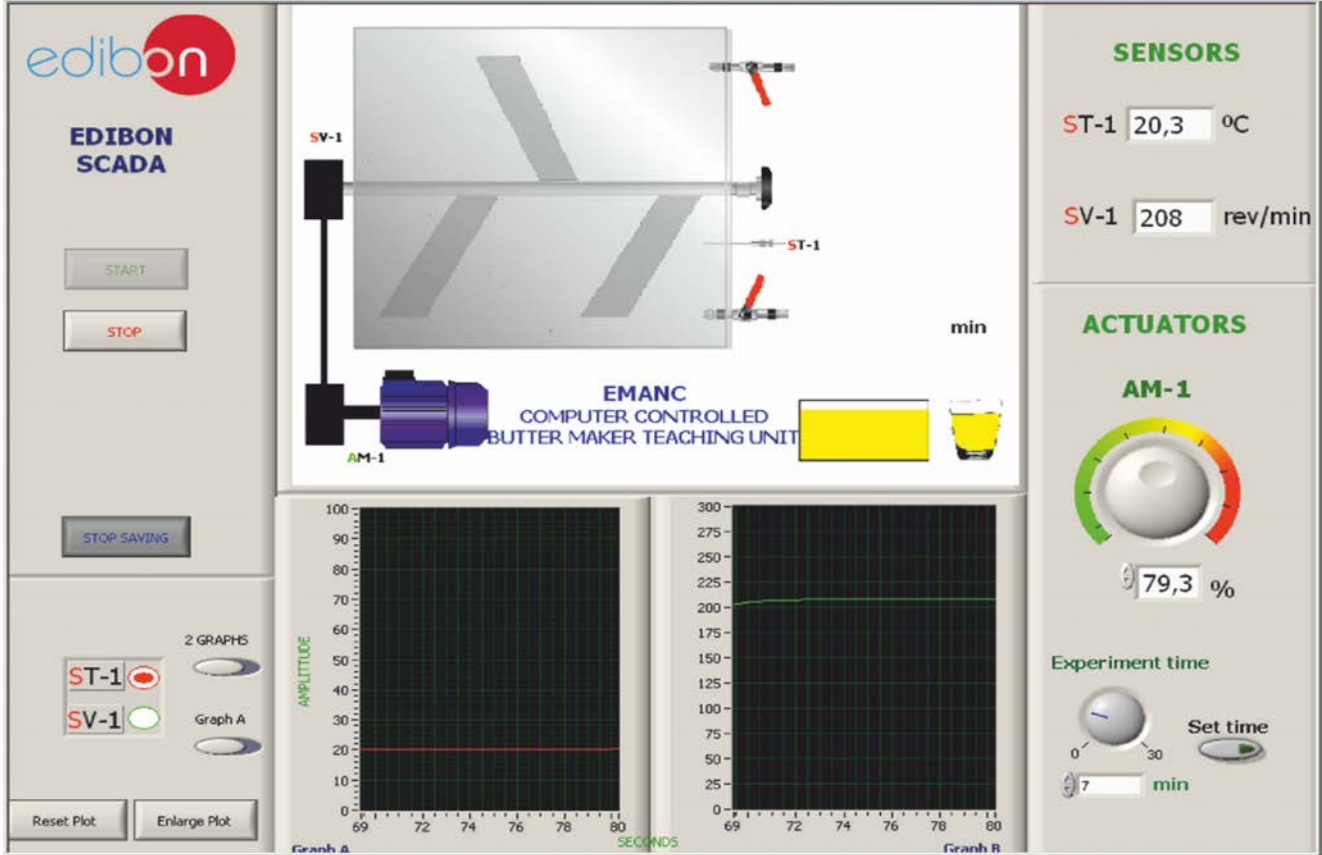 edibon
EDIBON
SCADA
START
STOP
STOP SAVING
2 GRAPHS
ST-1
SV-1
Graph A
Reset Plot
Enlarge Plot
SV-1
ST-1
min
EMANC
COMPUTER CONTROLLED
BUTTER MAKER TEACHING UNIT
AM-1
100
90
80
70
60
50
40
30
20
10
0
AMPLITTUDE
69 72 74 76 78 80
Graph A
SECONDS
300
275
250
225
200
175
150
125
100
75
50
25
0
69 72 74 76 78 80
Graph B
SENSORS
ST-1 20,3 ºC
SV-1 208 rev/min
ACTUATORS
AM-1
79,3 %
Experiment time
0 30
Set time
7 min